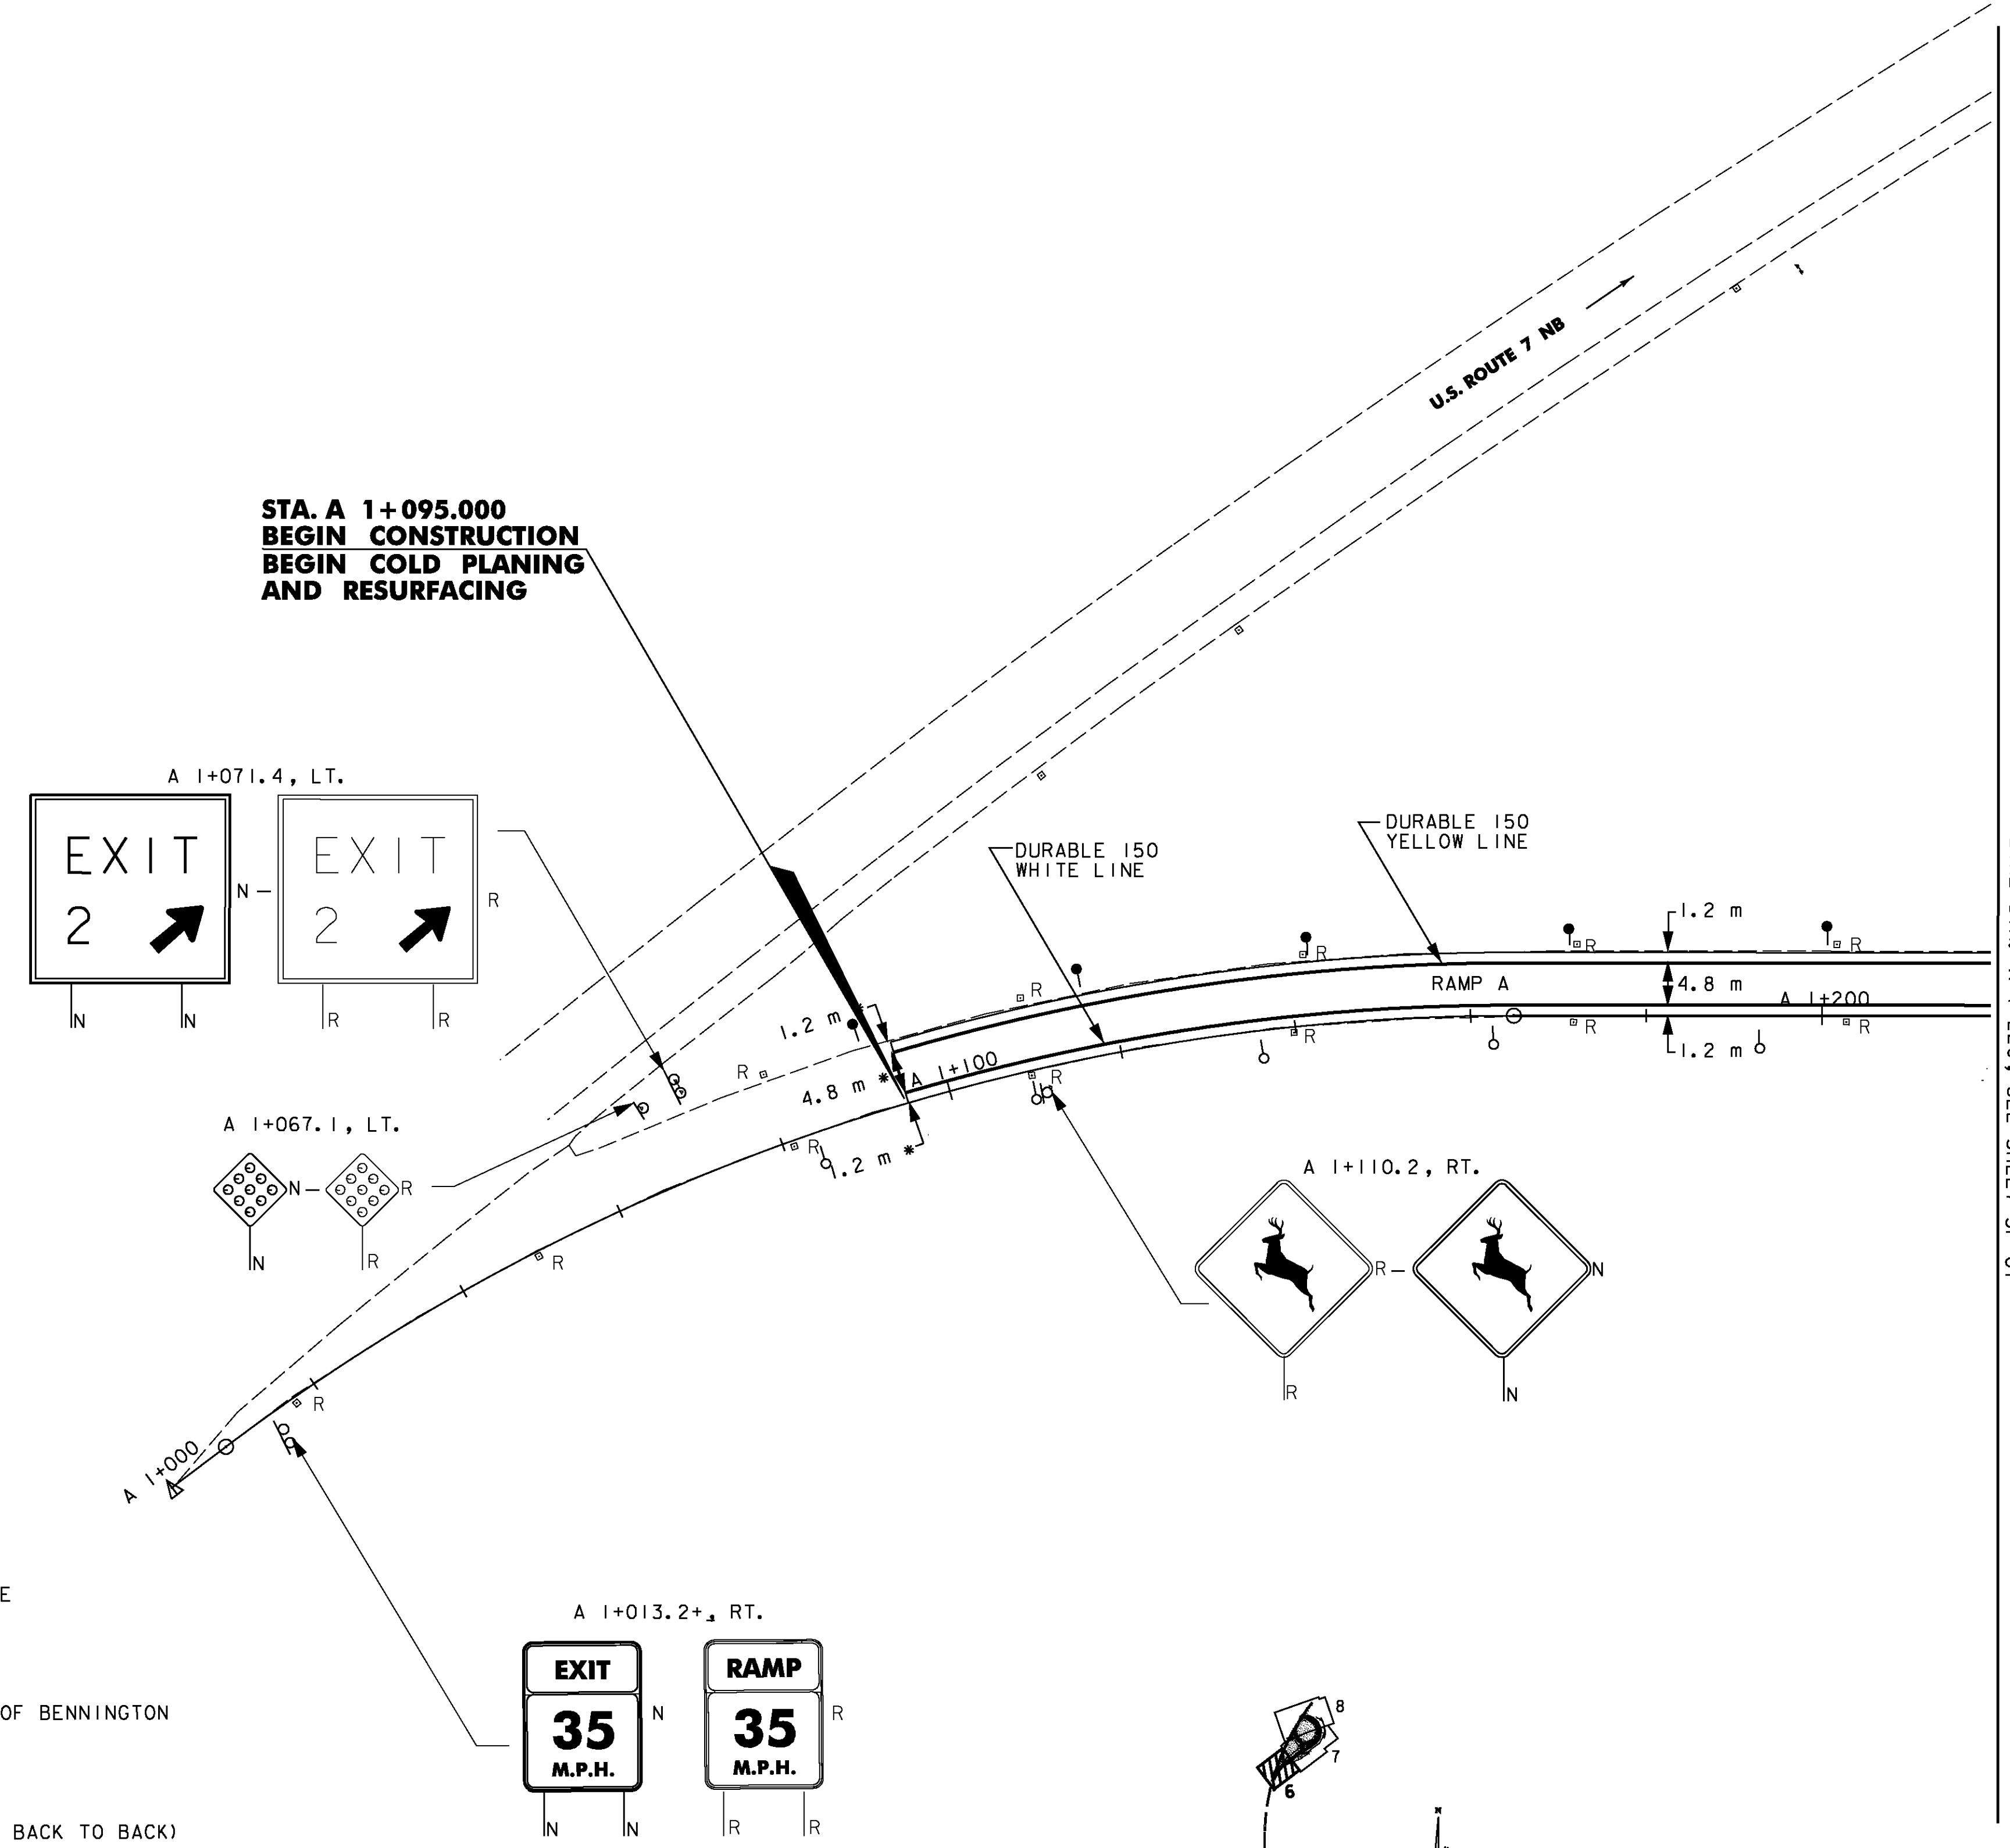 U.S. ROUTE 7 NB
STA. A 1+095.000
BEGIN CONSTRUCTION
BEGIN COLD PLANING
AND RESURFACING
A 1+071.4, LT.
EXIT
2
N
N
N –
EXIT
2
R
R
R
A 1+067.1, LT.
N –
R
N
R
DURABLE 150
WHITE LINE
DURABLE 150
YELLOW LINE
1.2 m
4.8 m
1.2 m
RAMP A
A 1+200
R
R
R
R
R
R
R
R
1.2 m *
4.8 m *
1.2 m *
A 1+100
R
R
R
R
A 1+000
A 1+110.2, RT.
R –
N
R
N
A 1+013.2+, RT.
EXIT
35
M.P.H.
N
N
N
RAMP
35
M.P.H.
R
R
R
E
OF BENNINGTON
BACK TO BACK)
8
7
6